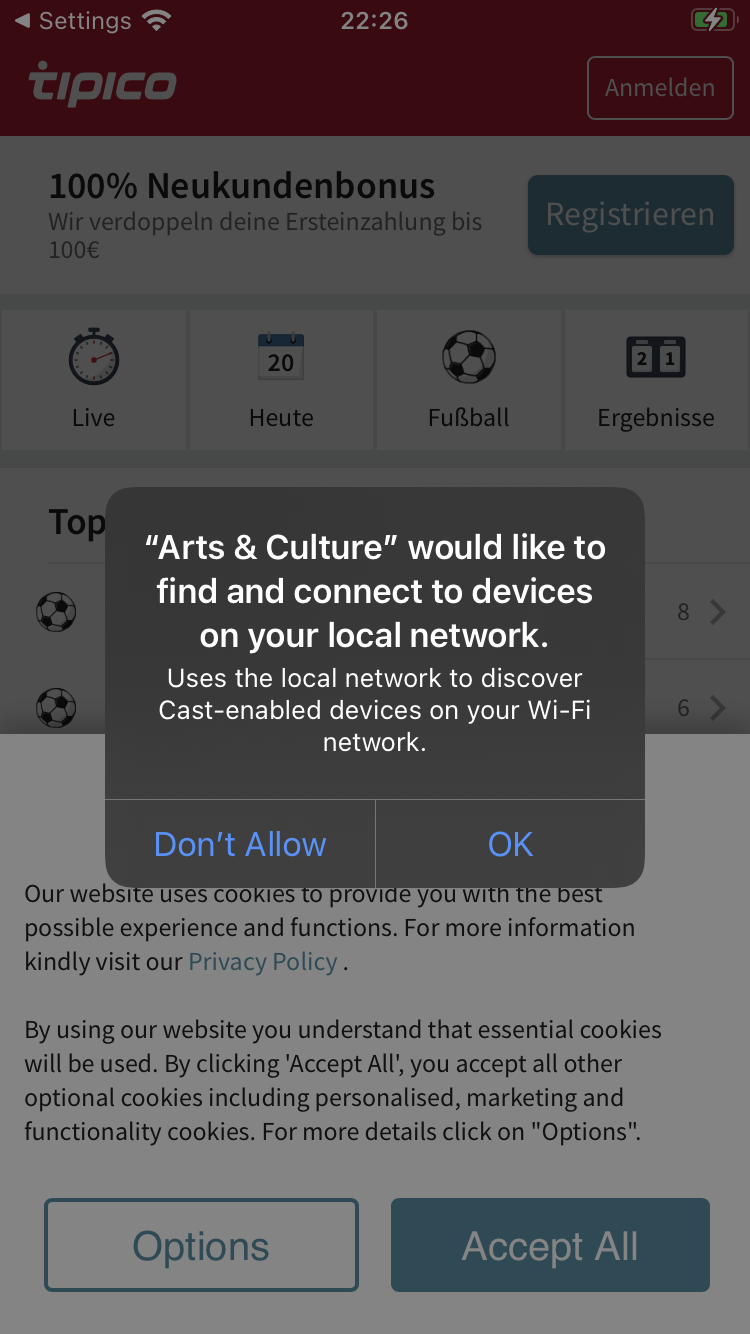 Settings
22:26
tipico
Anmelden
100% Neukundenbonus
Wir verdoppeln deine Ersteinzahlung bis
100€
Registrieren
20
2 1
Live
Heute
Fußball
Ergebnisse
Top
“Arts & Culture” would like to
find and connect to devices
on your local network.
Uses the local network to discover
Cast-enabled devices on your Wi-Fi
network.
8
6
Don’t Allow
OK
Our website uses cookies to provide you with the best
possible experience and functions. For more information
kindly visit our Privacy Policy .
By using our website you understand that essential cookies
will be used. By clicking 'Accept All', you accept all other
optional cookies including personalised, marketing and
functionality cookies. For more details click on "Options".
Options
Accept All